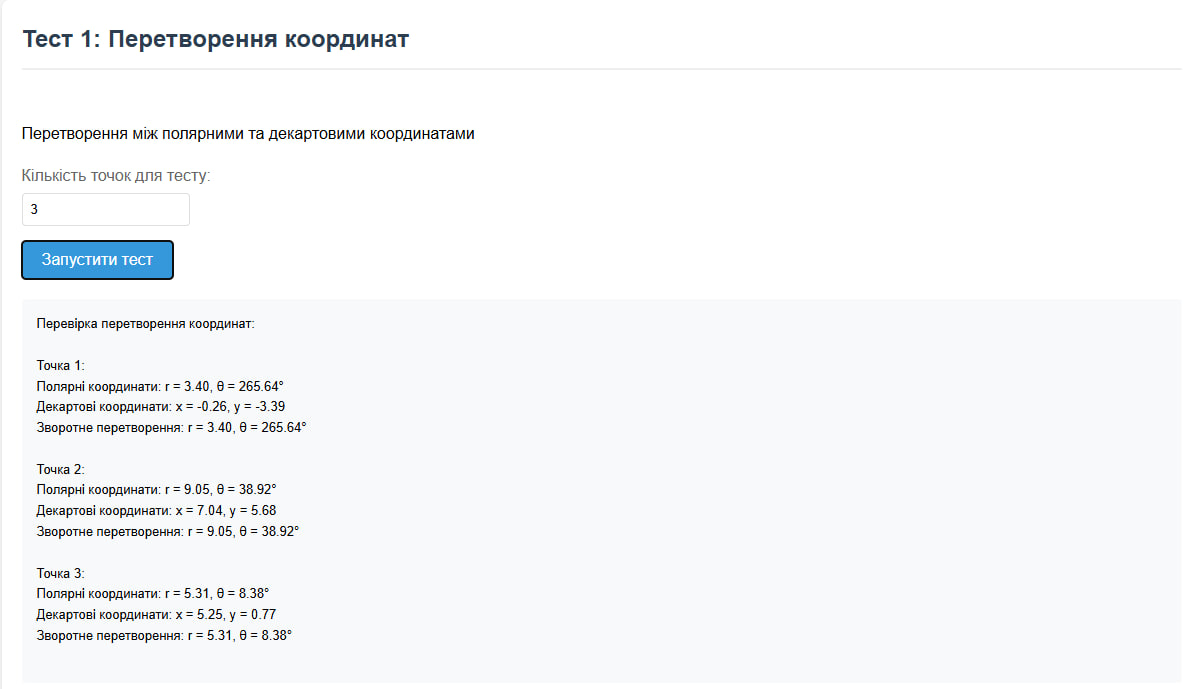 Тест 1: Перетворення координат
Перетворення між полярними та декартовими координатами
Кількість точок для тесту:
3
Запустити тест
Перевірка перетворення координат:
Точка 1:
Полярні координати: r = 3.40, θ = 265.64°
Декартові координати: x = -0.26, y = -3.39
Зворотне перетворення: r = 3.40, θ = 265.64°
Точка 2:
Полярні координати: r = 9.05, θ = 38.92°
Декартові координати: x = 7.04, y = 5.68
Зворотне перетворення: r = 9.05, θ = 38.92°
Точка 3:
Полярні координати: r = 5.31, θ = 8.38°
Декартові координати: x = 5.25, y = 0.77
Зворотне перетворення: r = 5.31, θ = 8.38°